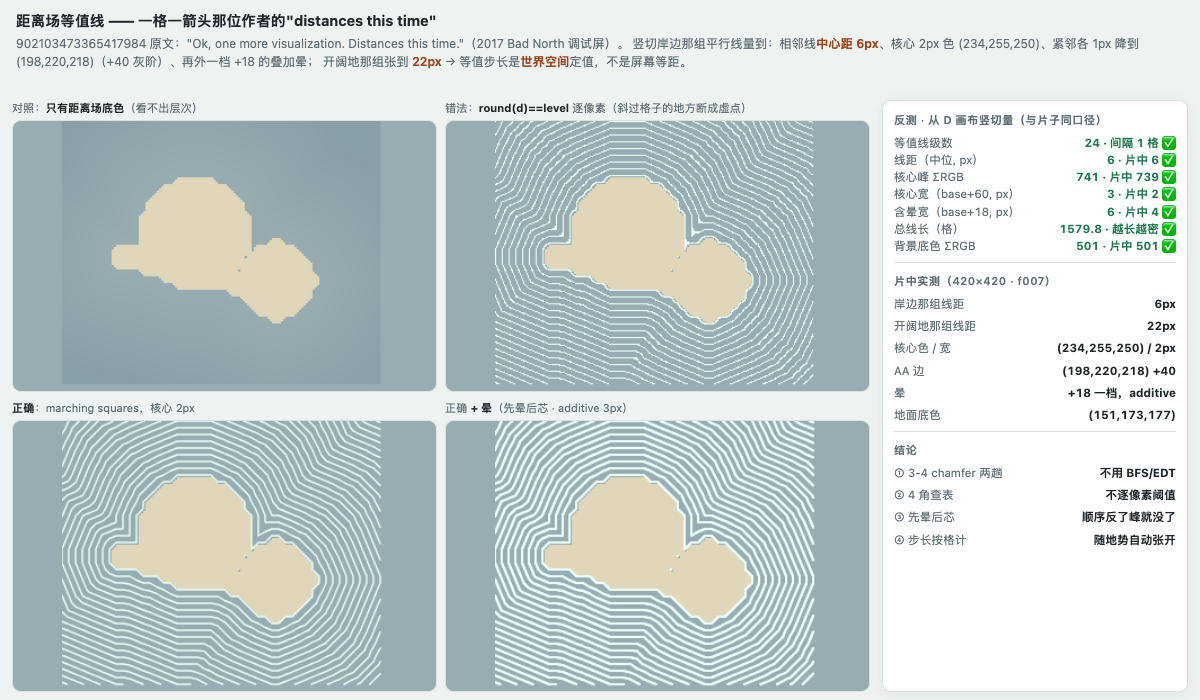 距离场等值线 —— 一格一箭头那位作者的"distances this time"
902103473365417984 原文："Ok, one more visualization. Distances this time."（2017 Bad North 调试屏）。 竖切岸边那组平行线量到：相邻线中心距 6px、核心 2px 色 (234,255,250)、紧邻各 1px 降到
(198,220,218)（+40 灰阶）、再外一档 +18 的叠加晕； 开阔地那组张到 22px → 等值步长是世界空间定值，不是屏幕等距。
对照：只有距离场底色（看不出层次）
错法：round(d)==level 逐像素（斜过格子的地方断成虚点）
正确：marching squares，核心 2px
正确 + 晕（先晕后芯 · additive 3px）
反测 · 从 D 画布竖切量（与片子同口径）
等值线级数 24 · 间隔 1 格 ✅
线距（中位, px） 6 · 片中 6 ✅
核心峰 ΣRGB 741 · 片中 739 ✅
核心宽（base+60, px） 3 · 片中 2 ✅
含晕宽（base+18, px） 6 · 片中 4 ✅
总线长（格） 1579.8 · 越长越密 ✅
背景底色 ΣRGB 501 · 片中 501 ✅
片中实测（420×420 · f007）
岸边那组线距 6px
开阔地那组线距 22px
核心色 / 宽 (234,255,250) / 2px
AA 边 (198,220,218) +40
晕 +18 一档，additive
地面底色 (151,173,177)
结论
① 3-4 chamfer 两趟 不用 BFS/EDT
② 4 角查表 不逐像素阈值
③ 先晕后芯 顺序反了峰就没了
④ 步长按格计 随地势自动张开